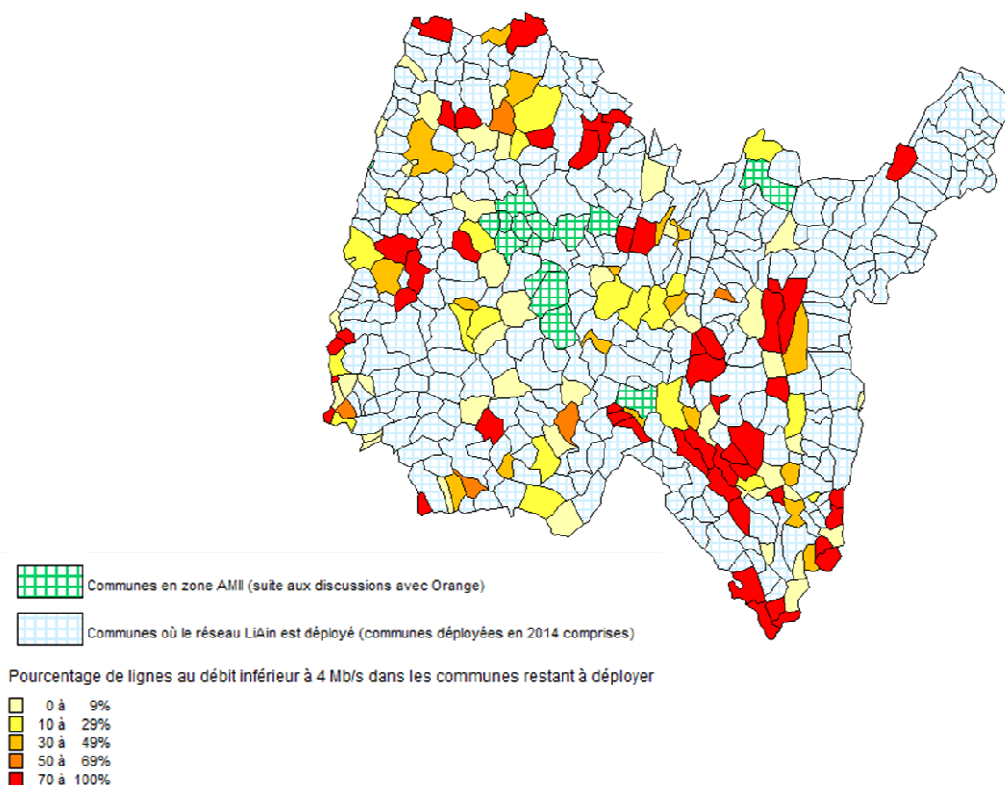 Communes en zone AMII (suite aux discussions avec Orange)
Communes où le réseau LiAin est déployé (communes déployées en 2014 comprises)
Pourcentage de lignes au débit inférieur à 4 Mb/s dans les communes restant à déployer
0 à 9%
10 à 29%
30 à 49%
50 à 69%
70 à 100%